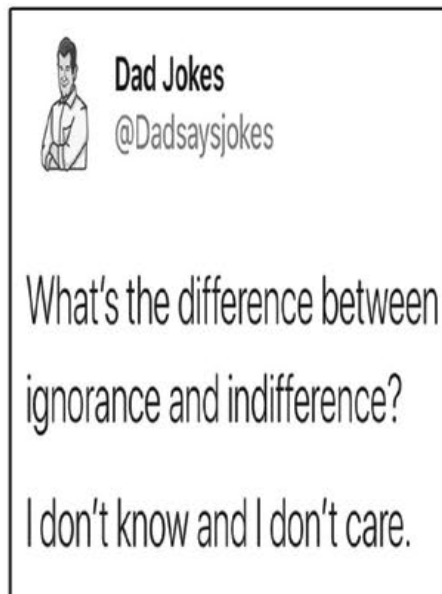 Dad Jokes
@Dadsaysjokes
What's the difference between
ignorance and indifference?
I don't know and I don't care.